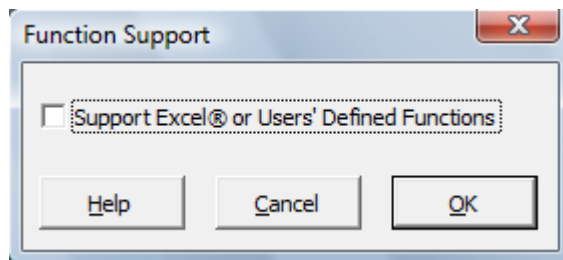 Function Support
Support Excel® or Users' Defined Functions
Help Cancel OK